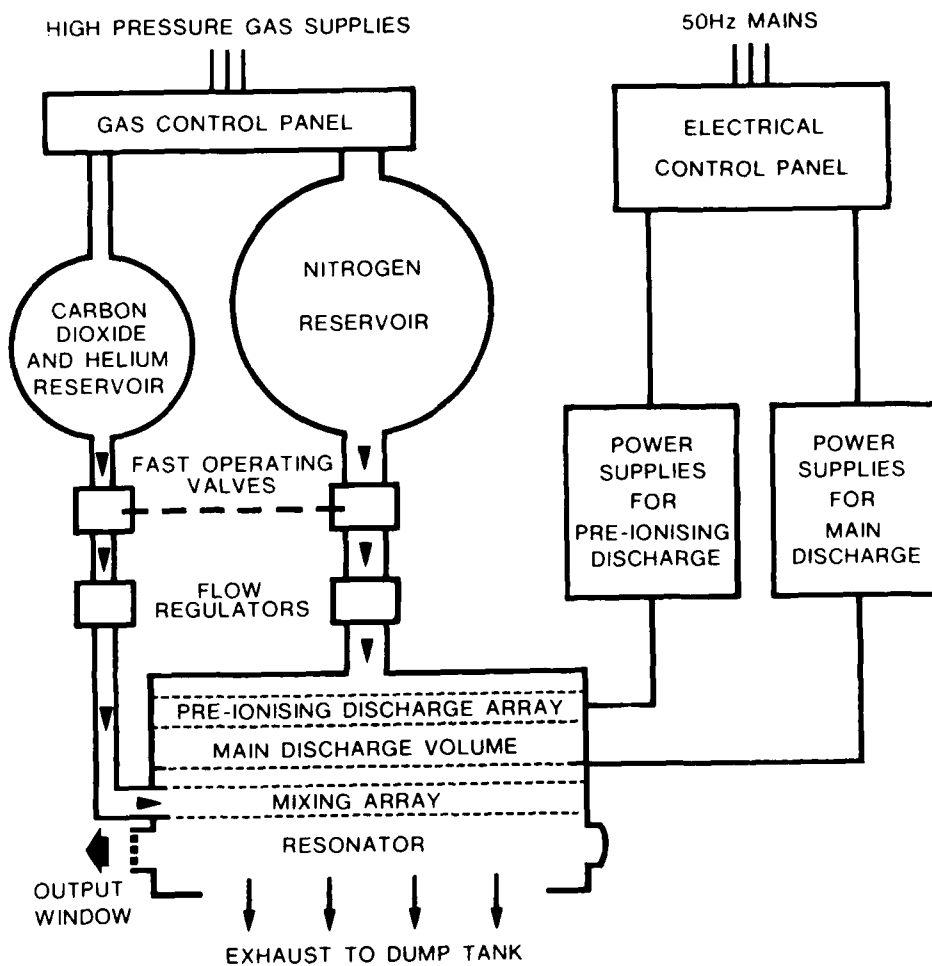 HIGH PRESSURE GAS SUPPLIES
50Hz MAINS
GAS CONTROL PANEL
ELECTRICAL
CONTROL PANEL
NITROGEN
RESERVOIR
CARBON
DIOXIDE
AND HELIUM
RESERVOIR
FAST OPERATING
VALVES
FLOW
REGULATORS
POWER
SUPPLIES
FOR
PRE-IONISING
DISCHARGE
POWER
SUPPLIES
FOR
MAIN
DISCHARGE
PRE-IONISING DISCHARGE ARRAY
MAIN DISCHARGE VOLUME
MIXING ARRAY
RESONATOR
OUTPUT
WINDOW
EXHAUST TO DUMP TANK